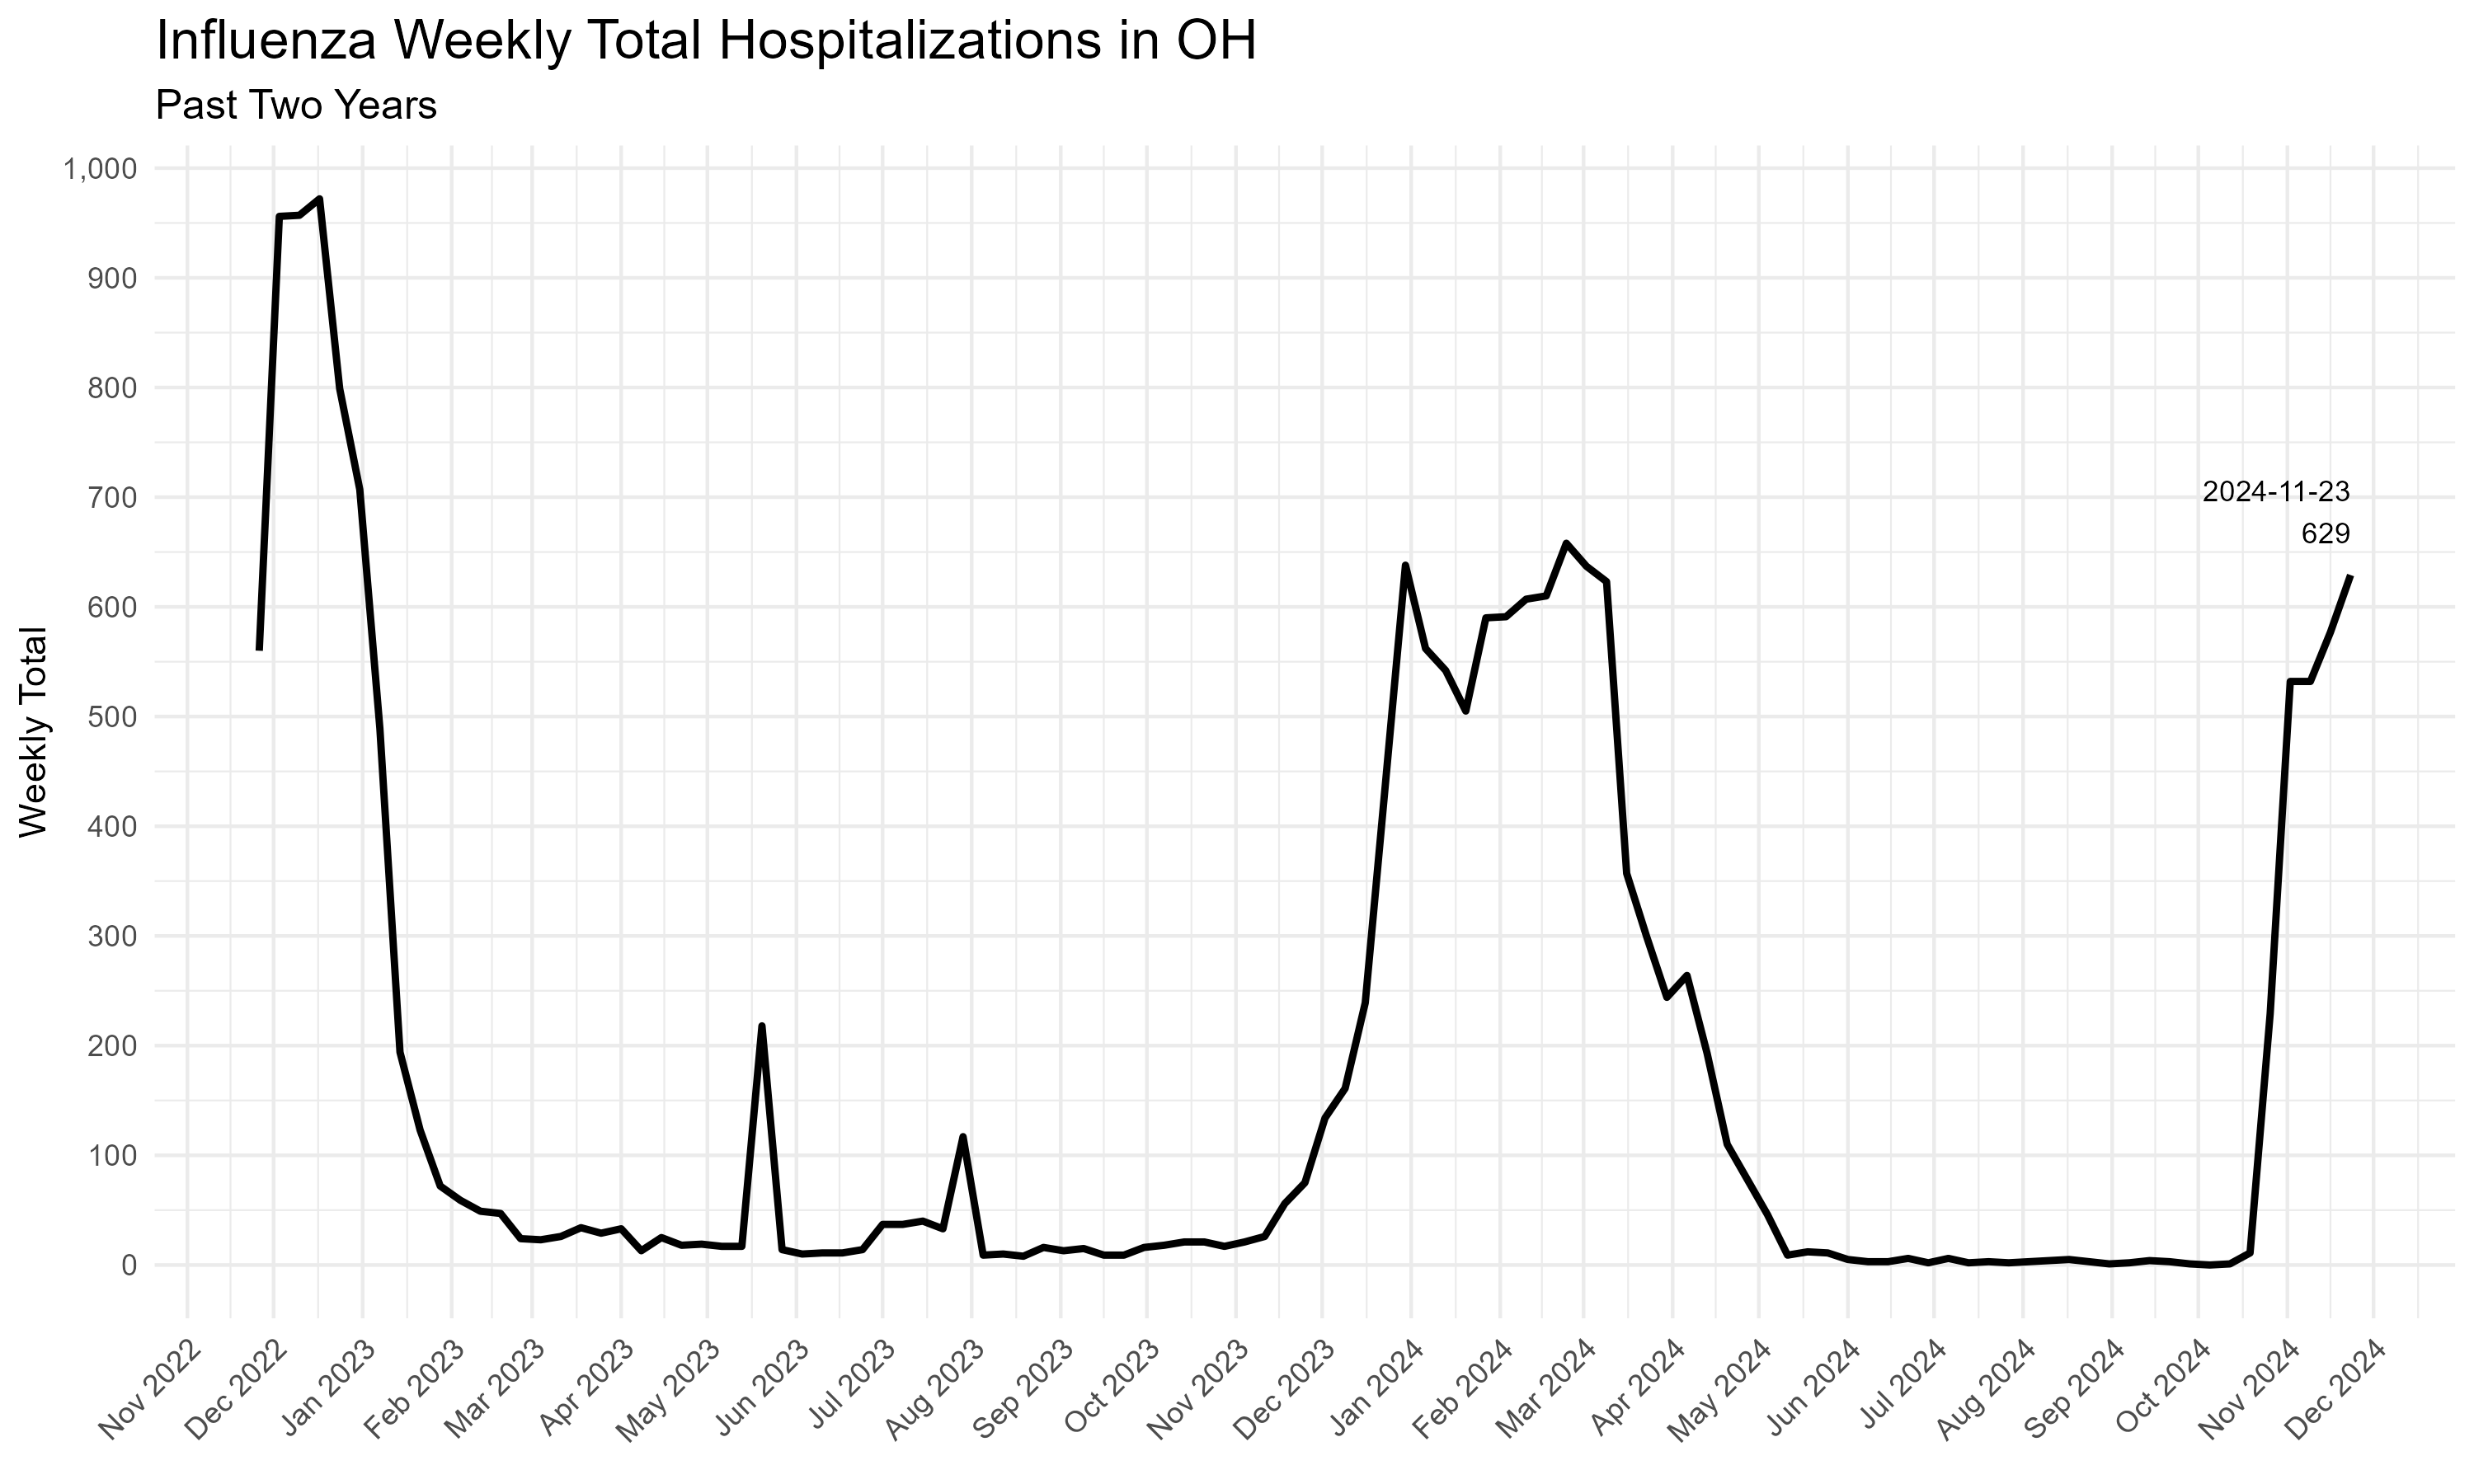 Influenza Weekly Total Hospitalizations in OH
Past Two Years
Weekly Total
1,000
900
800
700
600
500
400
300
200
100
0
2024-11-23
629
Nov 2022
Dec 2022
Jan 2023
Feb 2023
Mar 2023
Apr 2023
May 2023
Jun 2023
Jul 2023
Aug 2023
Sep 2023
Oct 2023
Nov 2023
Dec 2023
Jan 2024
Feb 2024
Mar 2024
Apr 2024
May 2024
Jun 2024
Jul 2024
Aug 2024
Sep 2024
Oct 2024
Nov 2024
Dec 2024